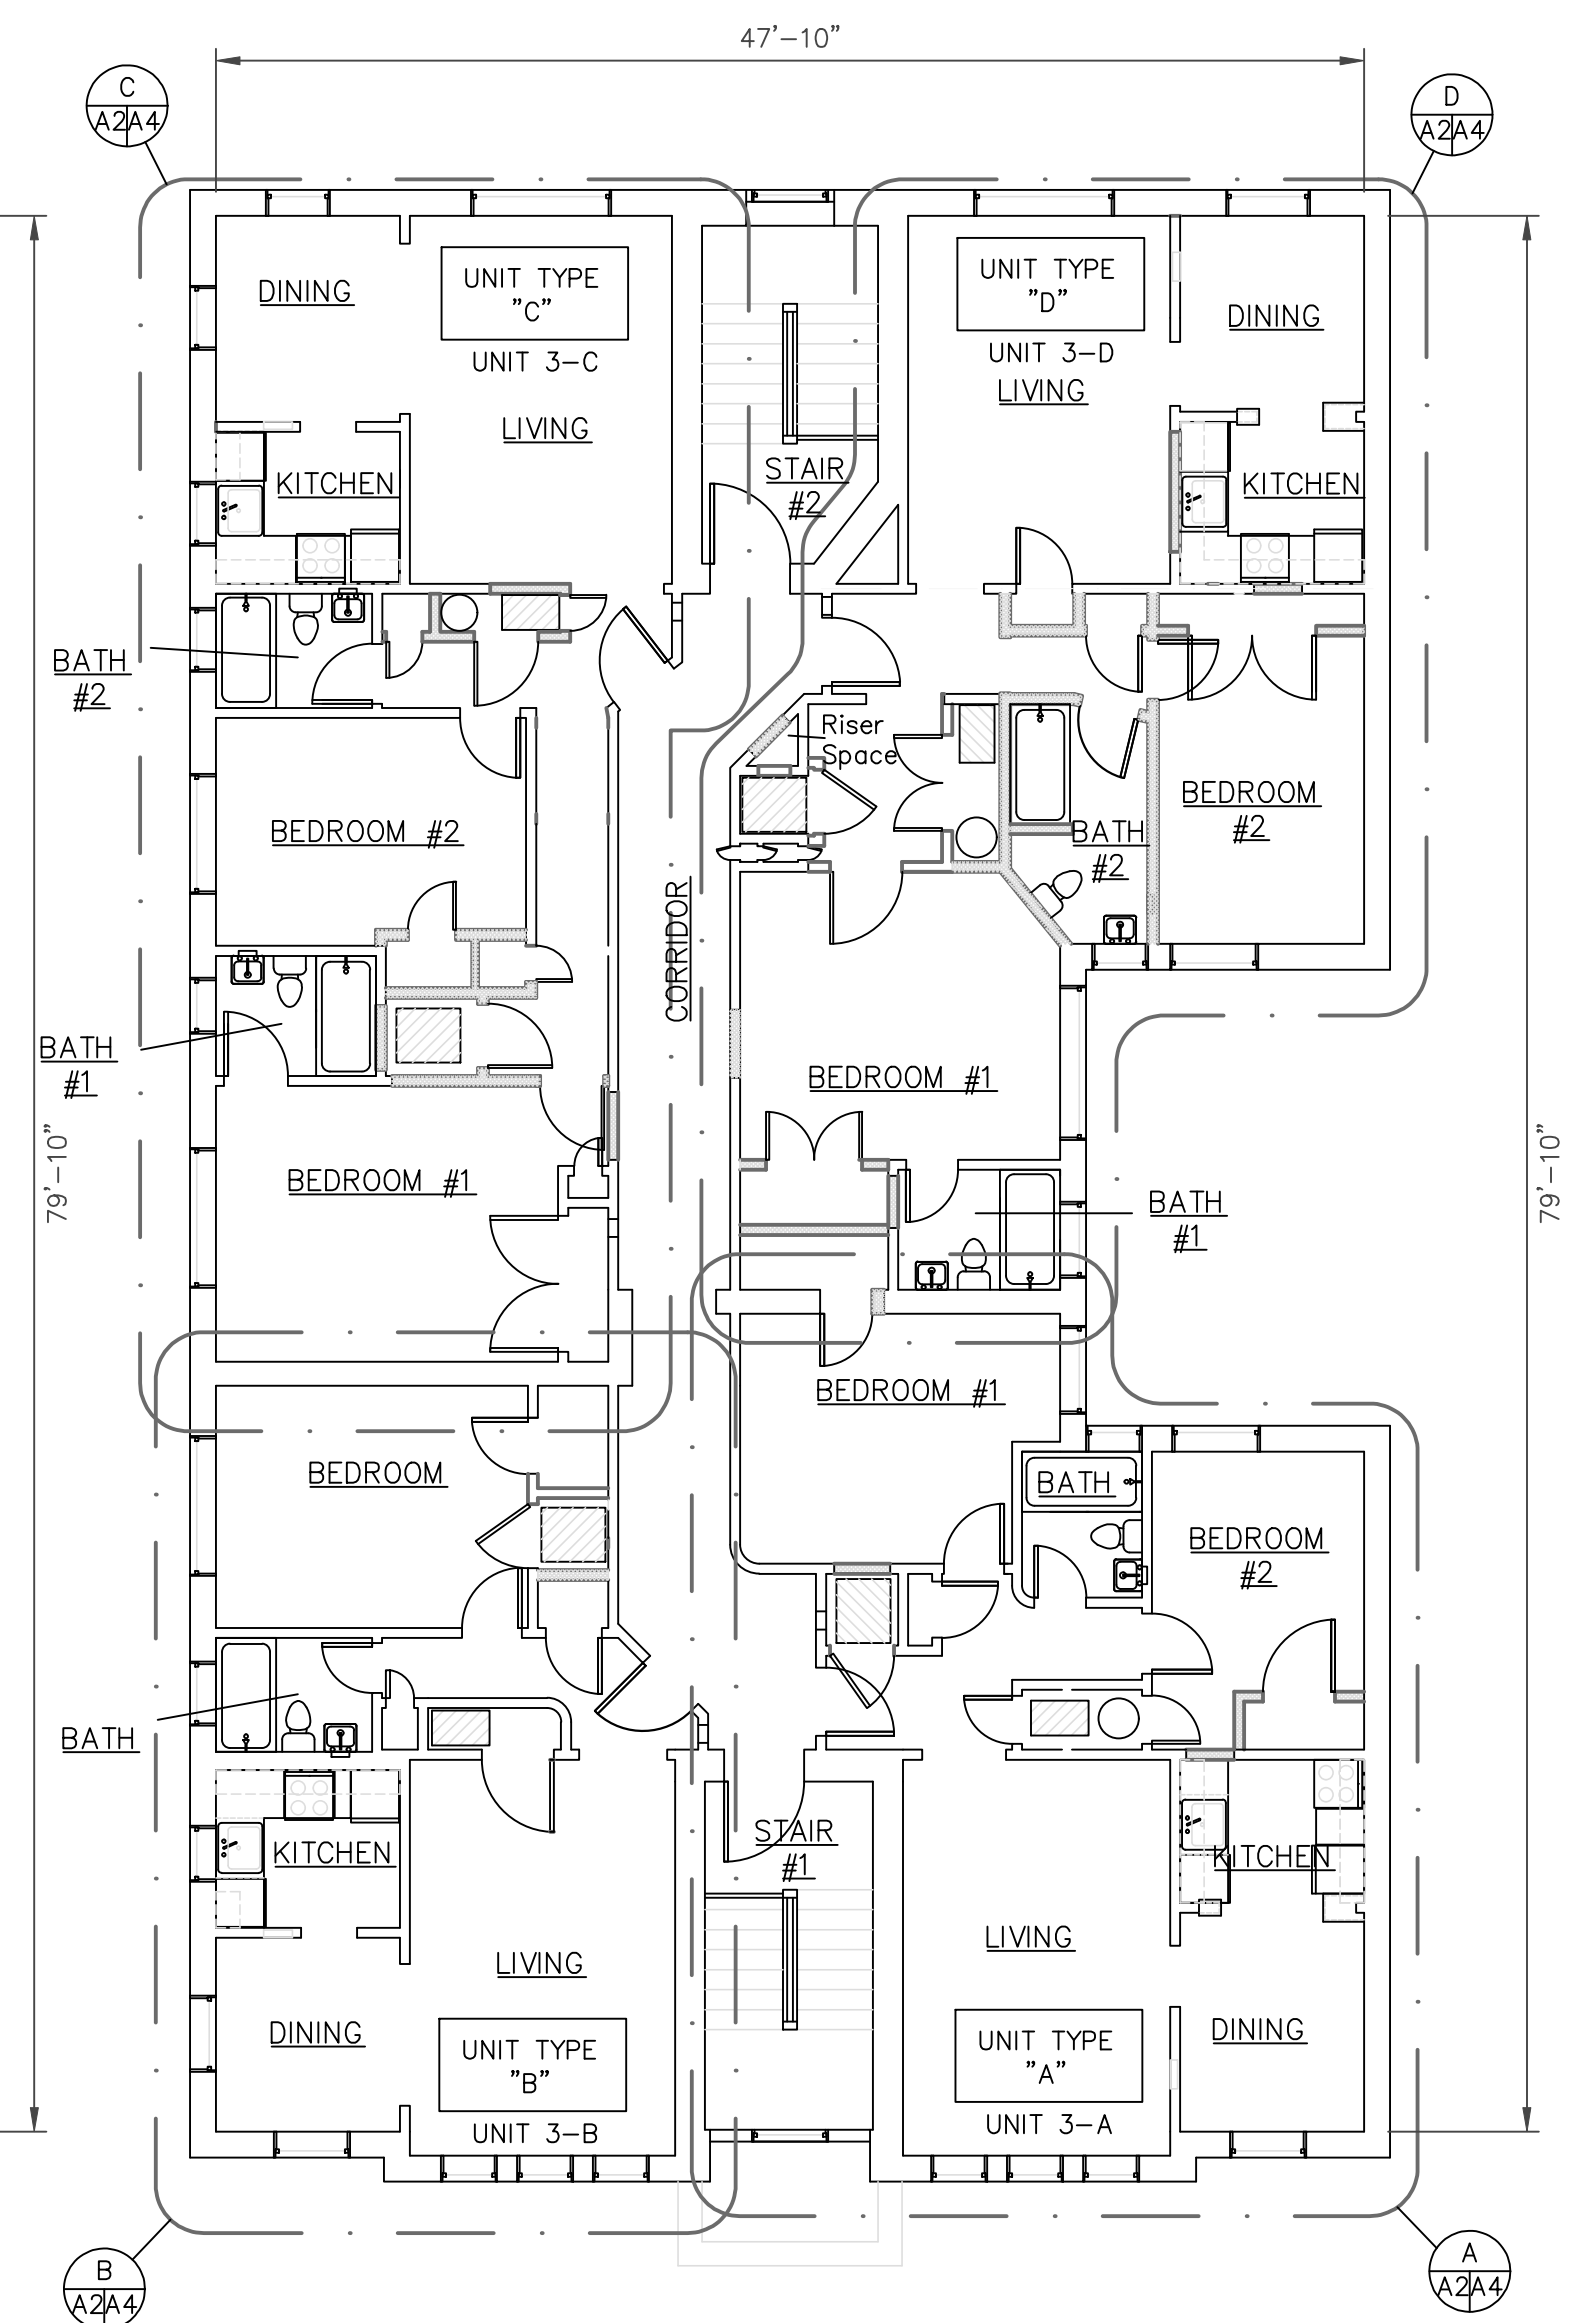 47'-10"
C
A2 A4
D
A2 A4
UNIT TYPE
"C"
UNIT 3-C
DINING
LIVING
KITCHEN
UNIT TYPE
"D"
UNIT 3-D
LIVING
DINING
KITCHEN
STAIR
#2
BATH
#2
Riser
Space
BEDROOM #2
BATH
#2
BEDROOM
#2
CORRIDOR
BATH
#1
BEDROOM #1
79'-10"
79'-10"
BEDROOM #1
BATH
#1
BEDROOM #1
BEDROOM
BATH
BEDROOM
#2
BATH
STAIR
#1
KITCHEN
KITCHEN
LIVING
LIVING
DINING
DINING
UNIT TYPE
"B"
UNIT 3-B
UNIT TYPE
"A"
UNIT 3-A
B
A2 A4
A
A2 A4